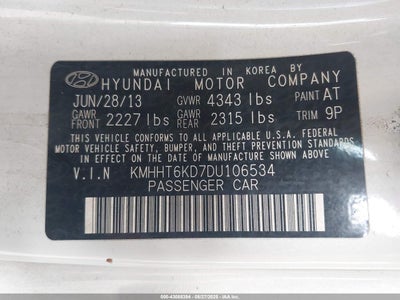 MANUFACTURED IN KOREA BY
HYUNDAI MOTOR COMPANY
JUN/28/13 GVWR 4343 lbs PAINT AT
GAWR FRONT 2227 lbs GAWR REAR 2315 lbs TRIM 9P
THIS VEHICLE CONFORMS TO ALL APPLICABLE U.S.A. FEDERAL
MOTOR VEHICLE SAFETY, BUMPER, AND THEFT PREVENTION STANDARDS
IN EFFECT ON THE DATE OF MANUFACTURE SHOWN ABOVE.
V.I.N KMHHT6KD7DU106534
PASSENGER CAR